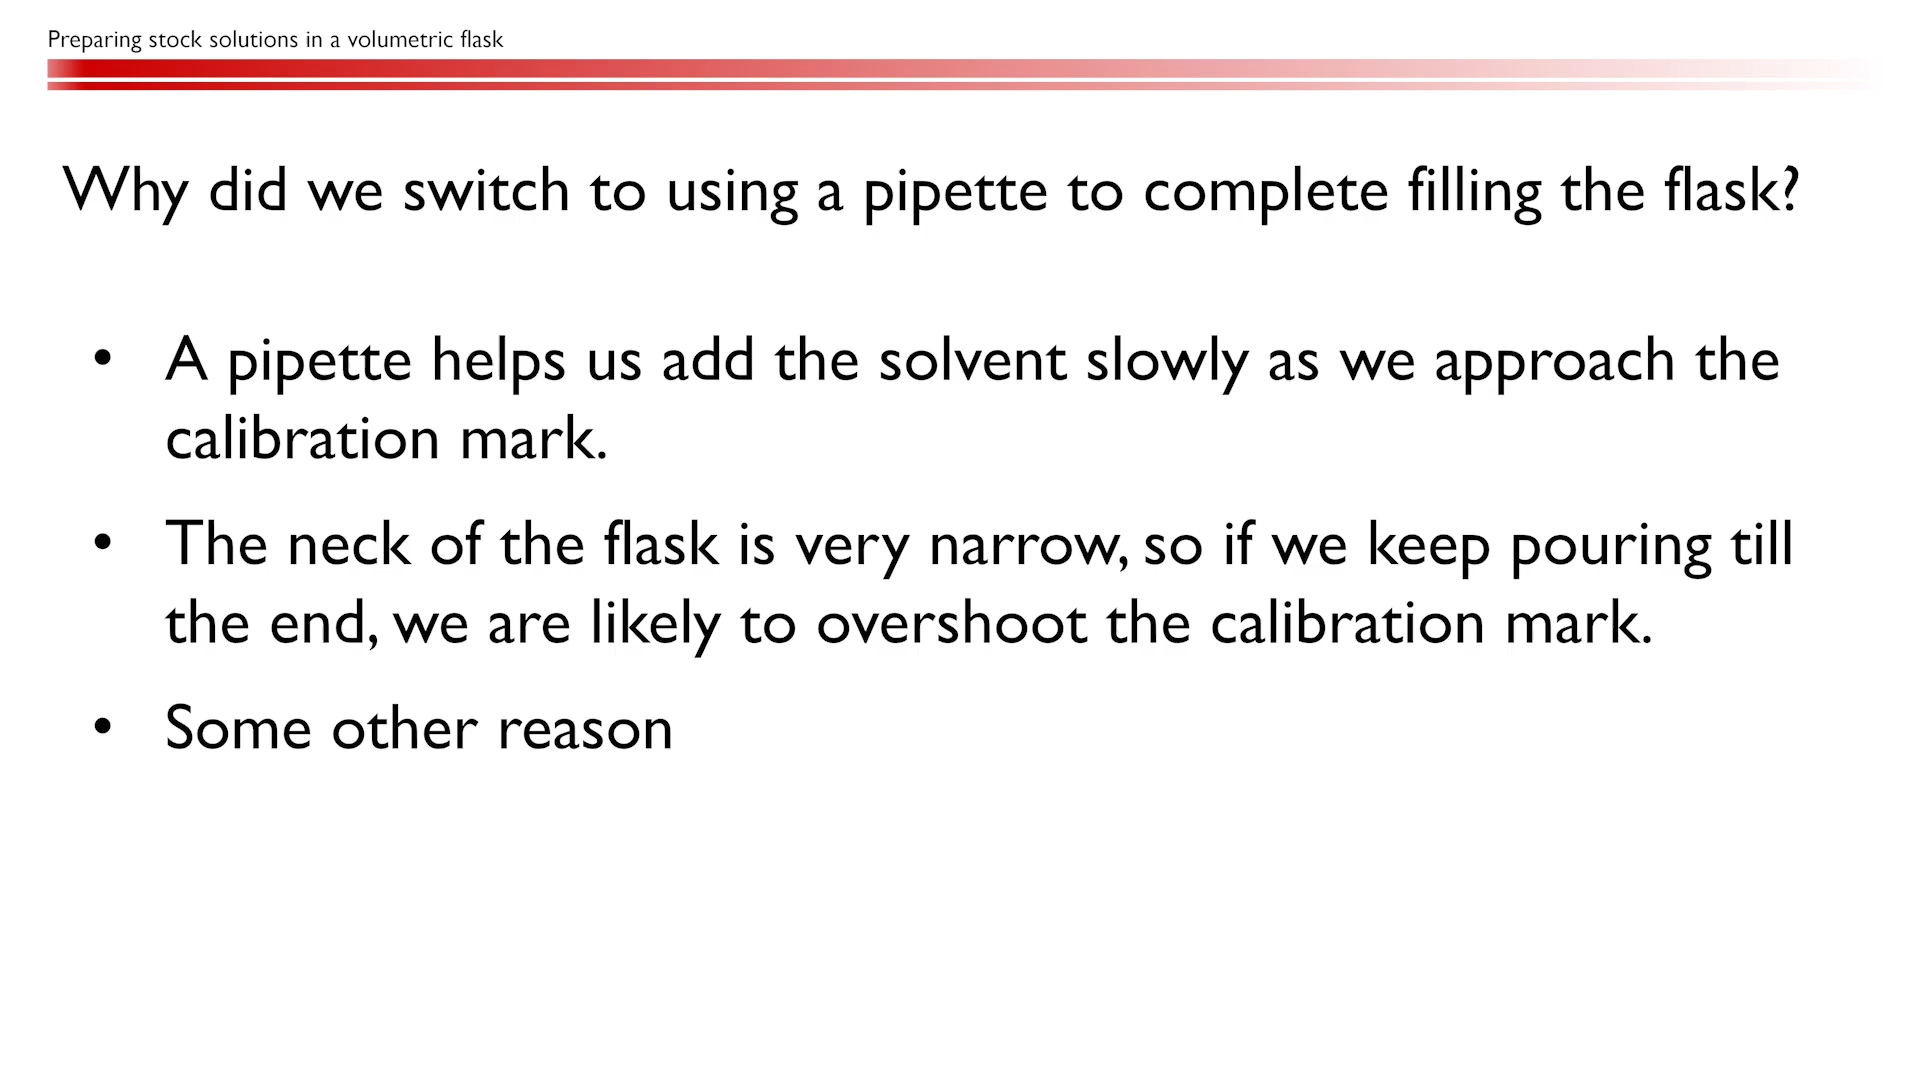 Preparing stock solutions in a volumetric flask
Why did we switch to using a pipette to complete filling the flask?
• A pipette helps us add the solvent slowly as we approach the
calibration mark.
• The neck of the flask is very narrow, so if we keep pouring till
the end, we are likely to overshoot the calibration mark.
• Some other reason